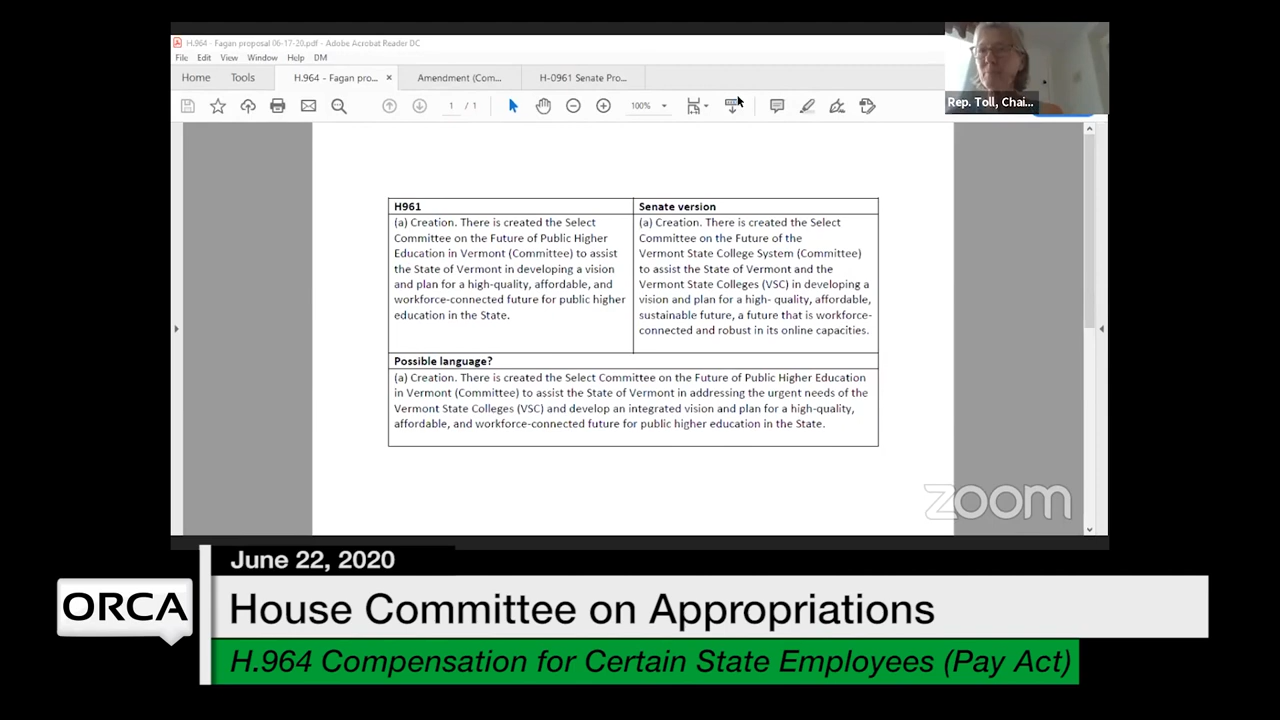 H.964 - Fagan proposal 06-17-20.pdf - Adobe Acrobat Reader DC
File Edit View Window Help DM
Home Tools H.964 - Fagan pro... × Amendment (Com... H-0961 Senate Pro...
1 / 1 100%
Rep. Toll, Chai...
H961
(a) Creation. There is created the Select
Committee on the Future of Public Higher
Education in Vermont (Committee) to assist
the State of Vermont in developing a vision
and plan for a high-quality, affordable, and
workforce-connected future for public higher
education in the State.
Senate version
(a) Creation. There is created the Select
Committee on the Future of the
Vermont State College System (Committee)
to assist the State of Vermont and the
Vermont State Colleges (VSC) in developing a
vision and plan for a high- quality, affordable,
sustainable future, a future that is workforce-
connected and robust in its online capacities.
Possible language?
(a) Creation. There is created the Select Committee on the Future of Public Higher Education
in Vermont (Committee) to assist the State of Vermont in addressing the urgent needs of the
Vermont State Colleges (VSC) and develop an integrated vision and plan for a high-quality,
affordable, and workforce-connected future for public higher education in the State.
zoom
June 22, 2020
ORCA
House Committee on Appropriations
H.964 Compensation for Certain State Employees (Pay Act)